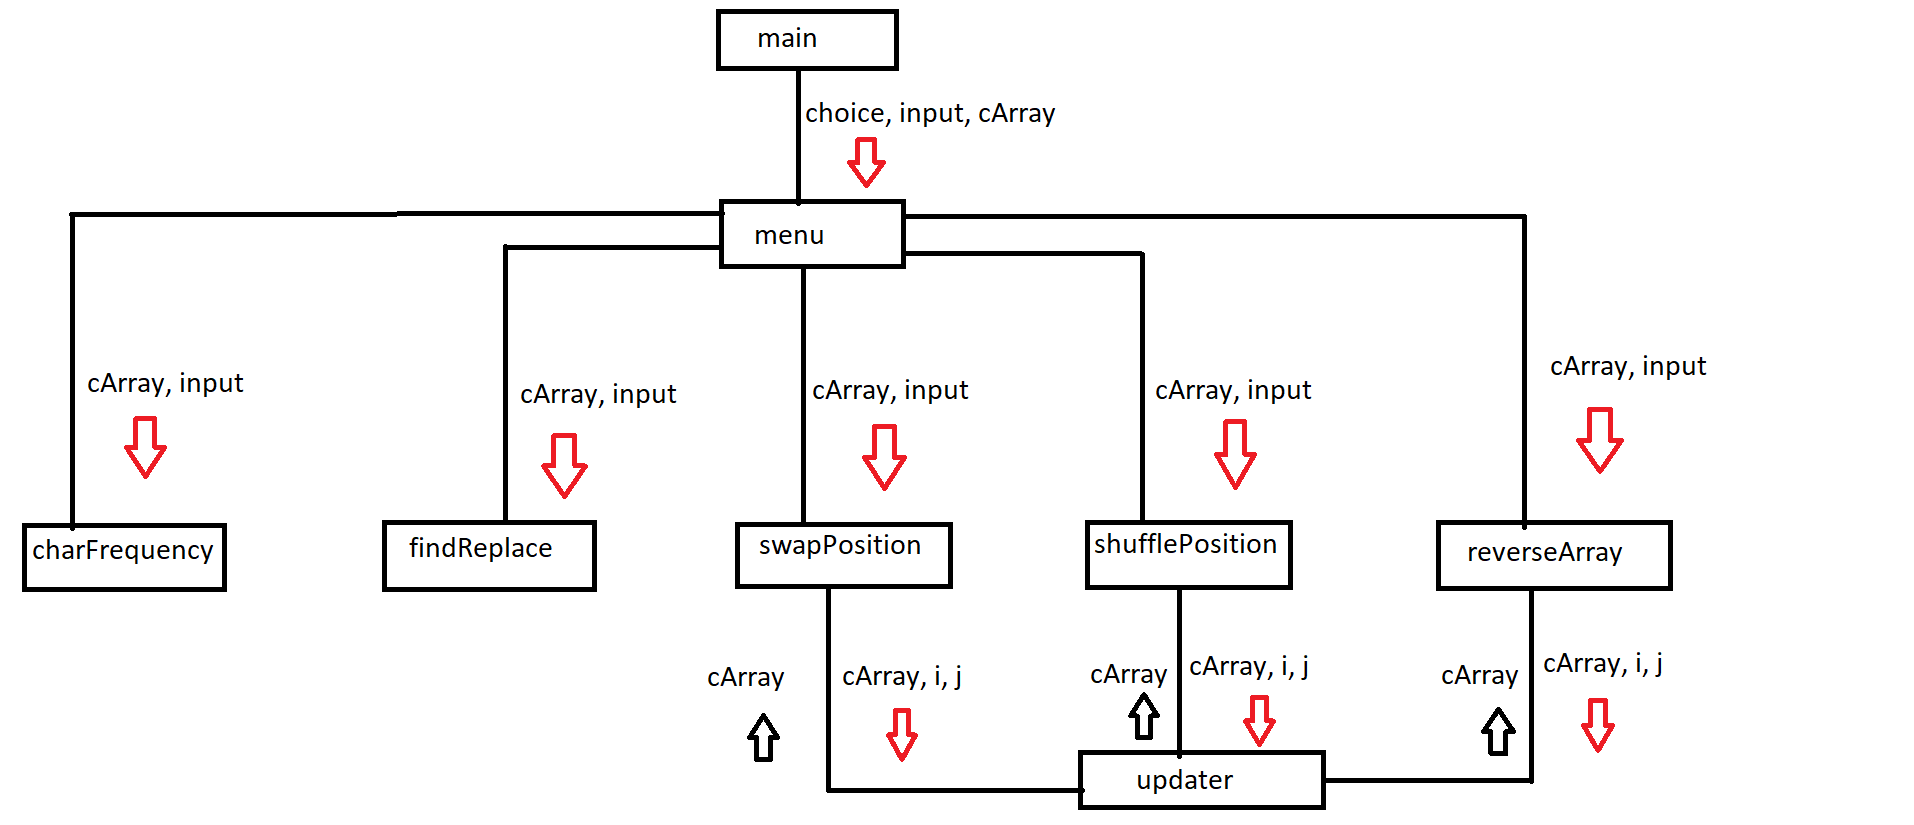 main
choice, input, cArray
menu
cArray, input
cArray, input
cArray, input
cArray, input
cArray, input
charFrequency
findReplace
swapPosition
shufflePosition
reverseArray
cArray
cArray, i, j
cArray
cArray, i, j
cArray
cArray, i, j
updater